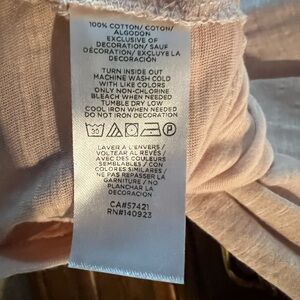 100% COTTON/ COTON/
ALGODON
EXCLUSIVE OF
DECORATION/ SAUF
DÉCORATION/ EXCLUYE LA
DECORACIÓN
TURN INSIDE OUT
MACHINE WASH COLD
WITH LIKE COLORS
ONLY NON-CHLORINE
BLEACH WHEN NEEDED
TUMBLE DRY LOW
COOL IRON WHEN NEEDED
DO NOT IRON DECORATION
LAVER À L'ENVERS /
VOLTEAR AL REVÉS /
AVEC DES COULEURS
SEMBLABLES / CON
COLORES SIMILARES /
NE PAS REPASSER LA
GARNITURE / NO
PLANCHAR LA
DECORACIÓN
CA#57421
RN#140923